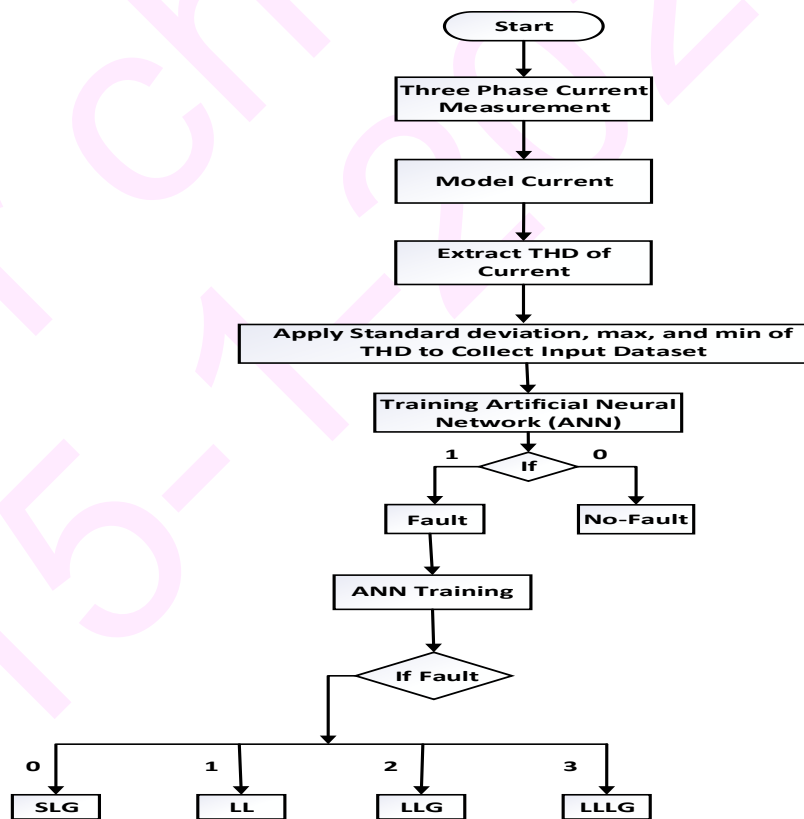 Start
Three Phase Current
Measurement
Model Current
Extract THD of
Current
Apply Standard deviation, max, and min of
THD to Collect Input Dataset
Training Artificial Neural
Network (ANN)
1
If
0
Fault
No-Fault
ANN Training
If Fault
0
1
2
3
SLG
LL
LLG
LLLG